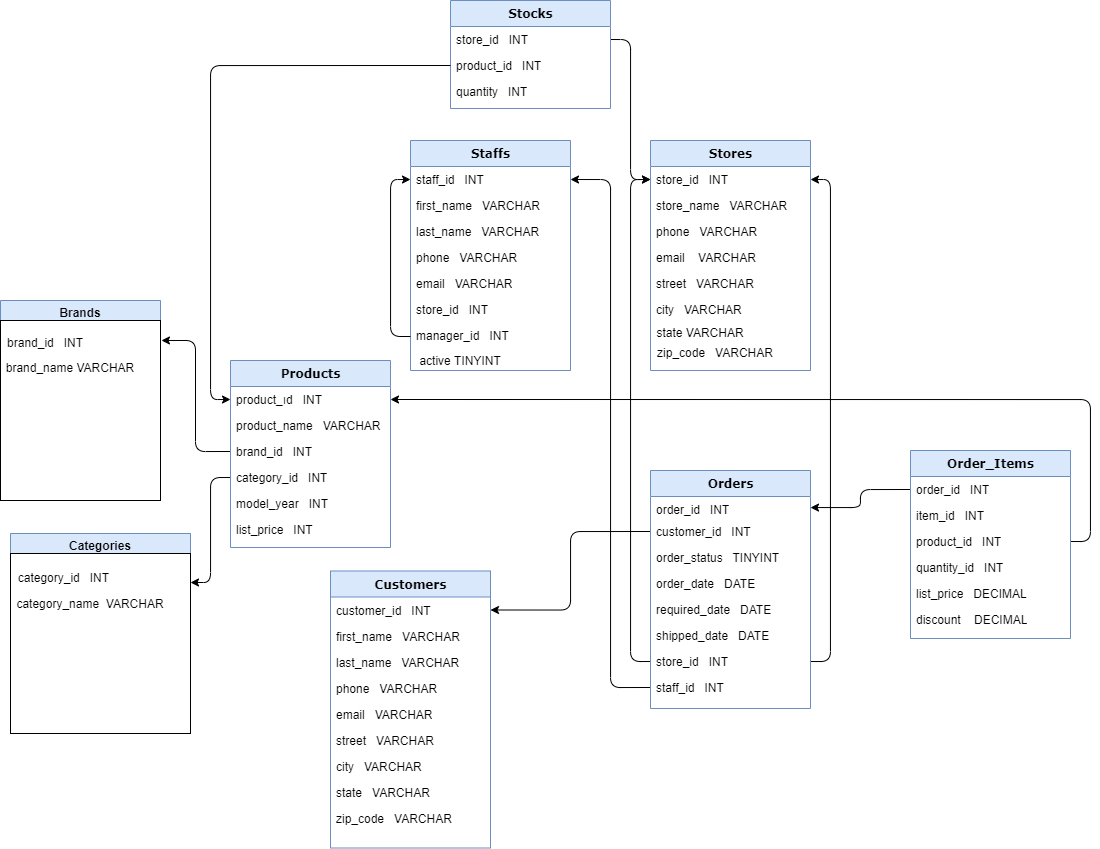 Stocks
store_id INT
product_id INT
quantity INT
Staffs
staff_id INT
first_name VARCHAR
last_name VARCHAR
phone VARCHAR
email VARCHAR
store_id INT
manager_id INT
active TINYINT
Stores
store_id INT
store_name VARCHAR
phone VARCHAR
email VARCHAR
street VARCHAR
city VARCHAR
state VARCHAR
zip_code VARCHAR
Brands
brand_id INT
brand_name VARCHAR
Products
product_id INT
product_name VARCHAR
brand_id INT
category_id INT
model_year INT
list_price INT
Categories
category_id INT
category_name VARCHAR
Customers
customer_id INT
first_name VARCHAR
last_name VARCHAR
phone VARCHAR
email VARCHAR
street VARCHAR
city VARCHAR
state VARCHAR
zip_code VARCHAR
Orders
order_id INT
customer_id INT
order_status TINYINT
order_date DATE
required_date DATE
shipped_date DATE
store_id INT
staff_id INT
Order_Items
order_id INT
item_id INT
product_id INT
quantity_id INT
list_price DECIMAL
discount DECIMAL